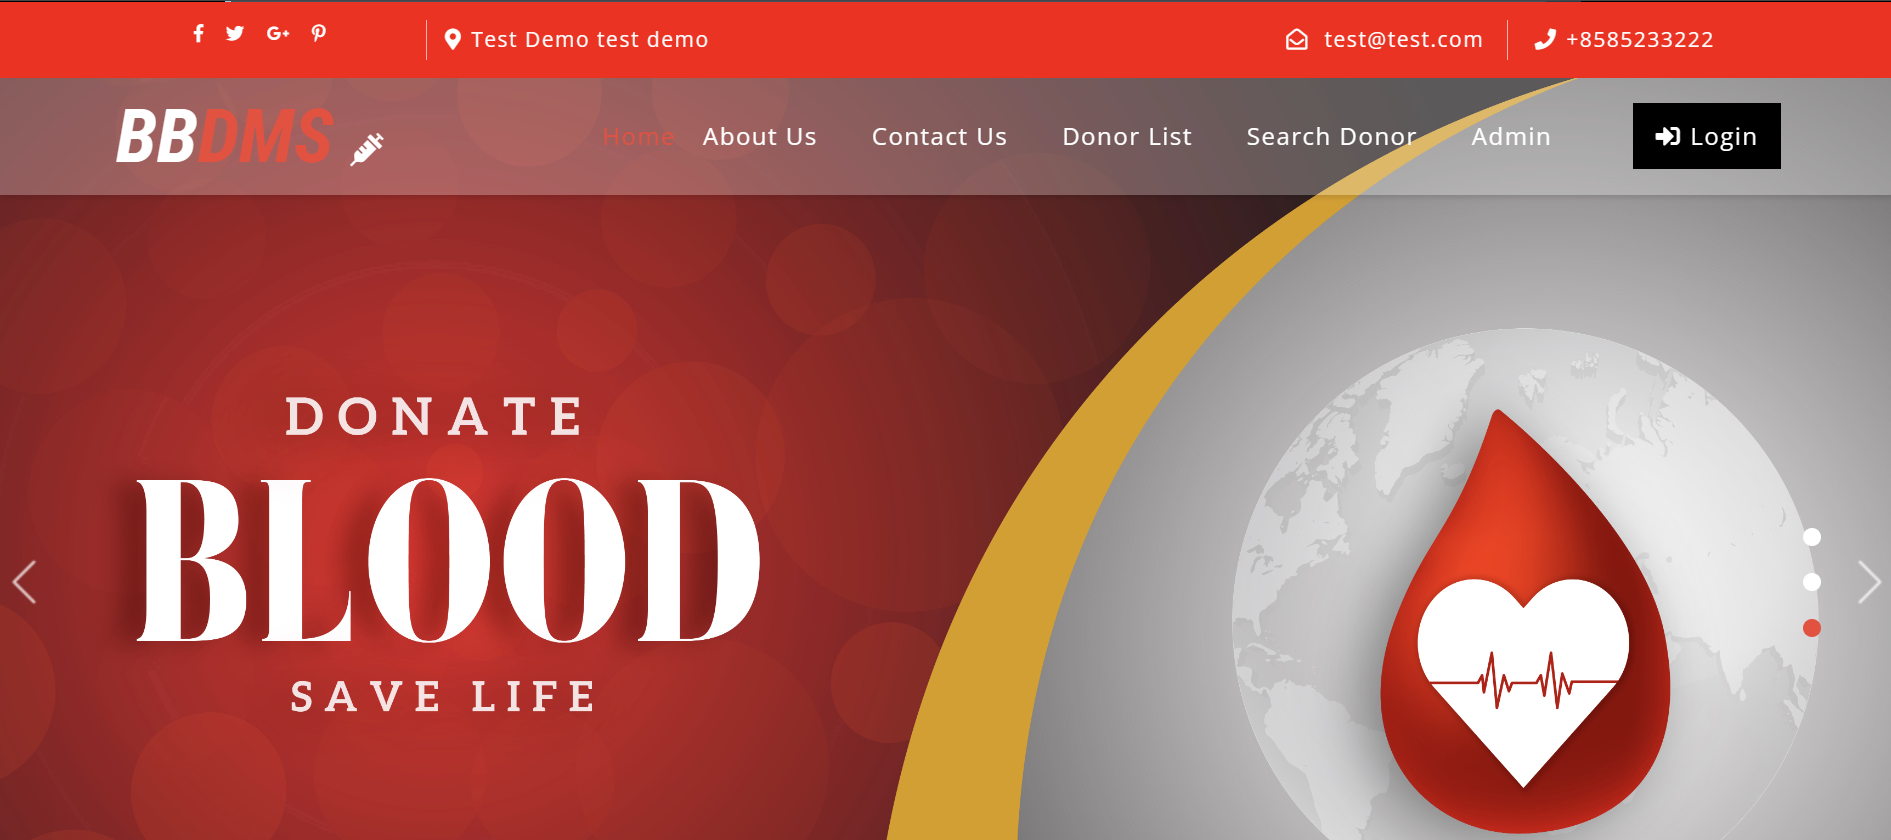 Test Demo test demo
test@test.com
+8585233222
BBDMS
Home About Us Contact Us Donor List Search Donor Admin Login
DONATE
BLOOD
SAVE LIFE